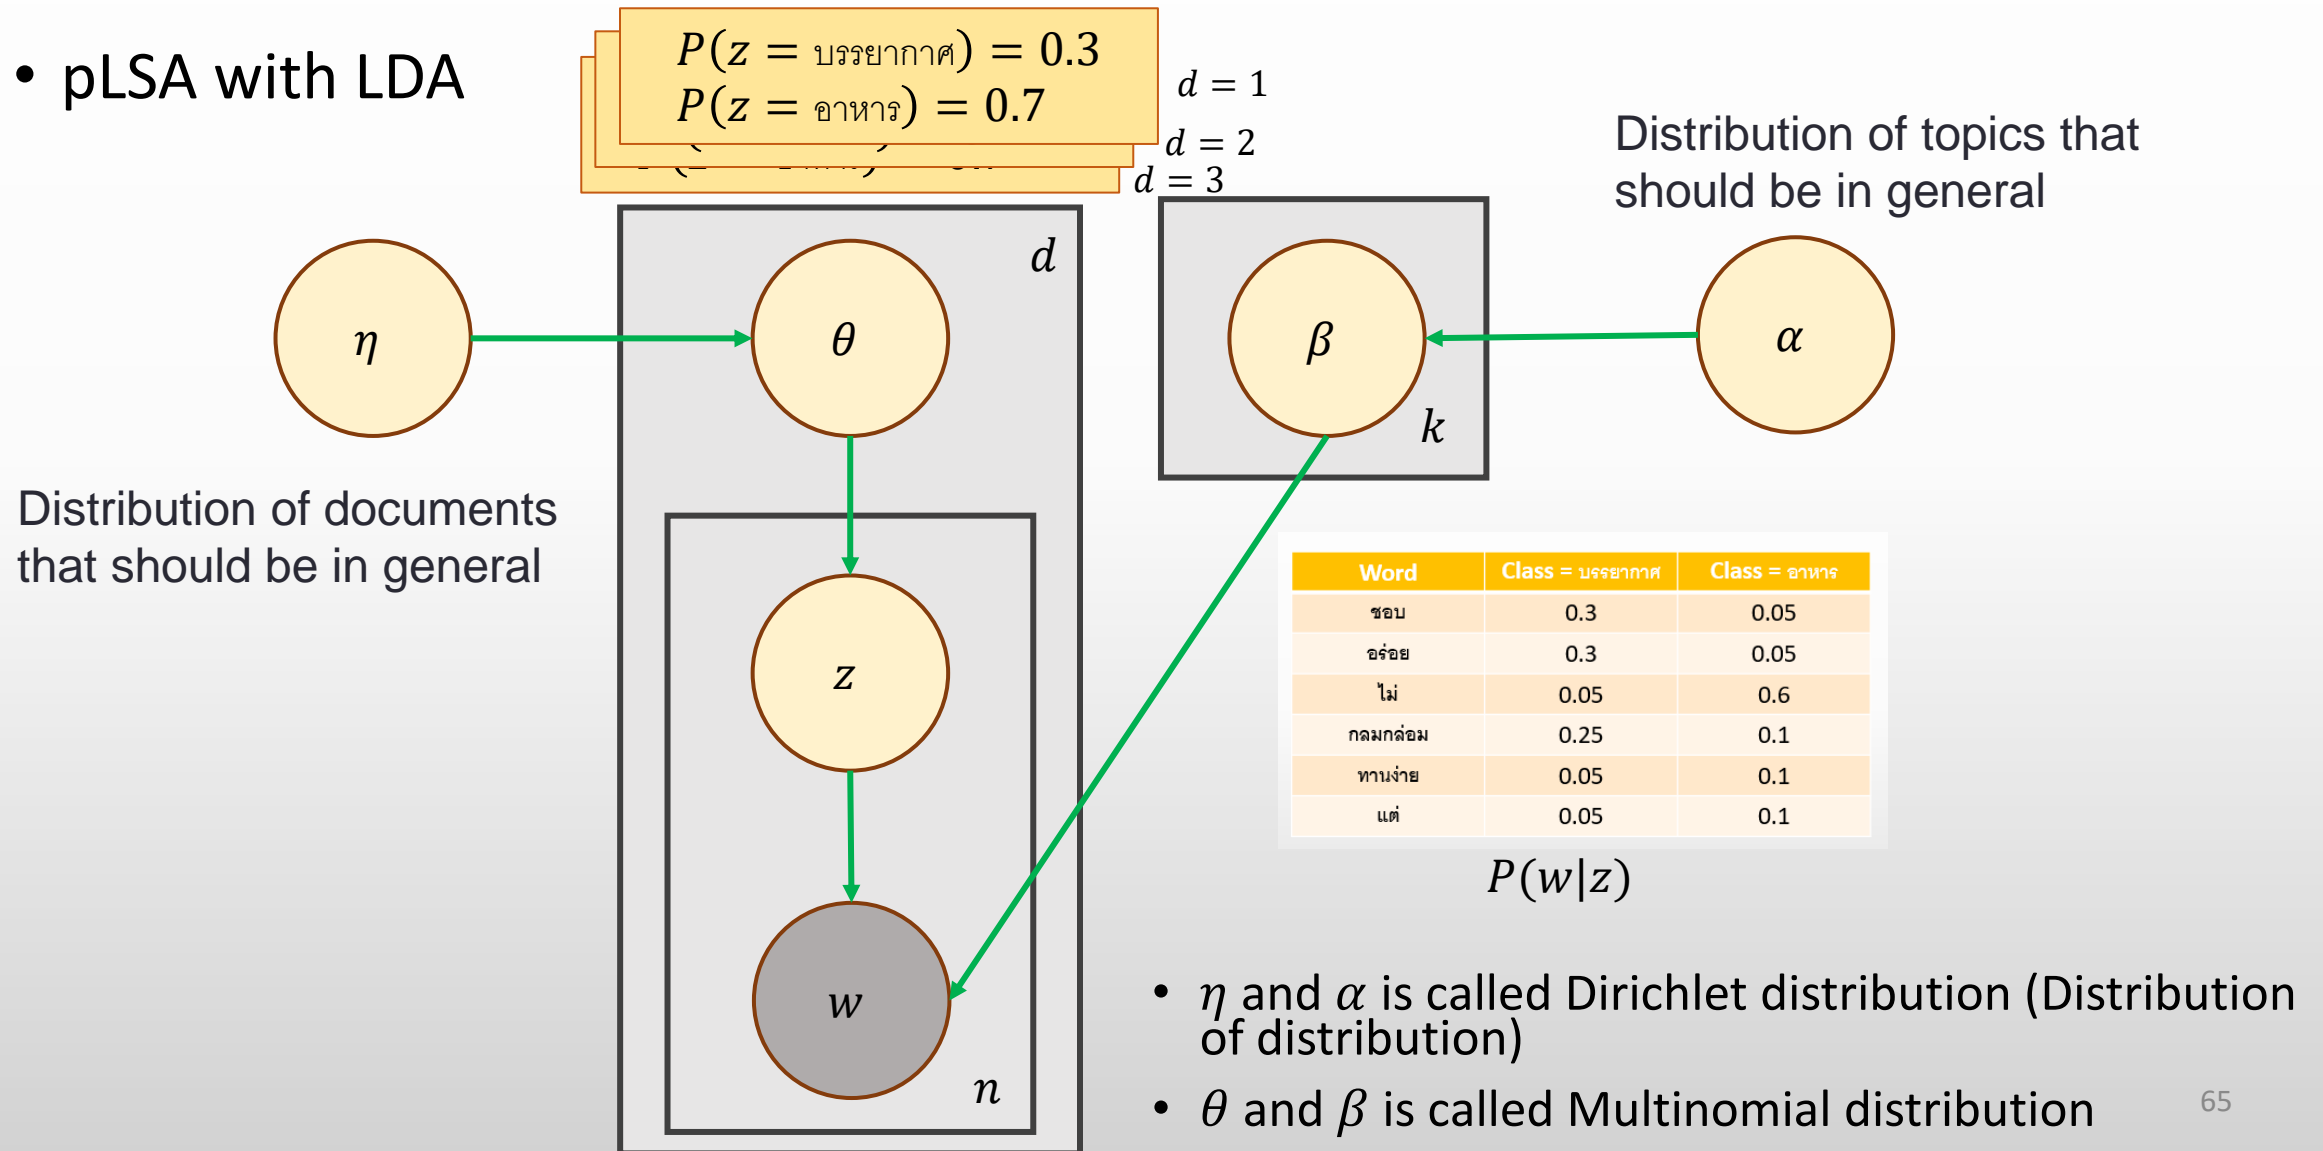 • pLSA with LDA
P(z = บรรยากาศ) = 0.3
P(z = อาหาร) = 0.7
d = 1
d = 2
d = 3
Distribution of topics that
should be in general
d
η
θ
β
α
k
Distribution of documents
that should be in general
z
w
n
Word Class = บรรยากาศ Class = อาหาร
ชอบ 0.3 0.05
อร่อย 0.3 0.05
ไม่ 0.05 0.6
กลมกล่อม 0.25 0.1
ทานง่าย 0.05 0.1
แต่ 0.05 0.1
P(w|z)
• η and α is called Dirichlet distribution (Distribution
of distribution)
• θ and β is called Multinomial distribution
65